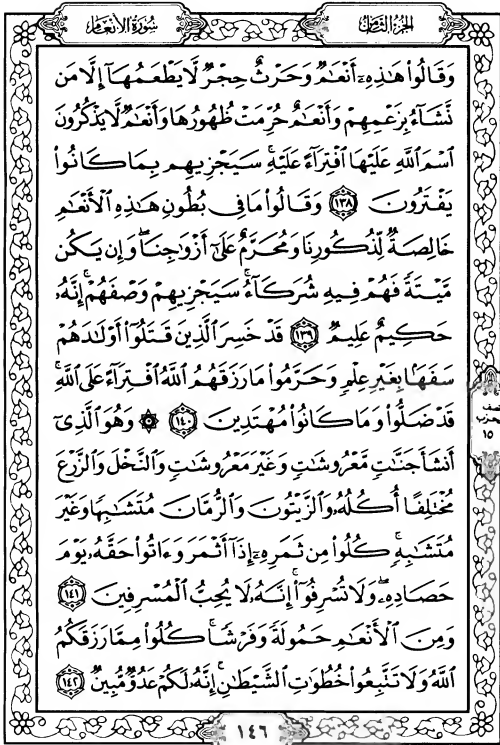 سورة الأنعام
الجزء الثامن
وَقَالُوا۟ هَـٰذِهِۦٓ أَنْعَـٰمٌ وَحَرْثٌ حِجْرٌ لَّا يَطْعَمُهَآ إِلَّا مَن
نَّشَآءُ بِزَعْمِهِمْ وَأَنْعَـٰمٌ حُرِّمَتْ ظُهُورُهَا وَأَنْعَـٰمٌ لَّا يَذْكُرُونَ
ٱسْمَ ٱللَّهِ عَلَيْهَا ٱفْتِرَآءً عَلَيْهِ ۚ سَيَجْزِيهِم بِمَا كَانُوا۟
يَفْتَرُونَ ١٣٨ وَقَالُوا۟ مَا فِى بُطُونِ هَـٰذِهِ ٱلْأَنْعَـٰمِ
خَالِصَةٌ لِّذُكُورِنَا وَمُحَرَّمٌ عَلَىٰٓ أَزْوَٰجِنَا ۖ وَإِن يَكُن
مَّيْتَةً فَهُمْ فِيهِ شُرَكَآءُ ۚ سَيَجْزِيهِمْ وَصْفَهُمْ ۚ إِنَّهُۥ
حَكِيمٌ عَلِيمٌ ١٣٩ قَدْ خَسِرَ ٱلَّذِينَ قَتَلُوٓا۟ أَوْلَـٰدَهُمْ
سَفَهًۢا بِغَيْرِ عِلْمٍ وَحَرَّمُوا۟ مَا رَزَقَهُمُ ٱللَّهُ ٱفْتِرَآءً عَلَى ٱللَّهِ ۚ
قَدْ ضَلُّوا۟ وَمَا كَانُوا۟ مُهْتَدِينَ ١٤٠ ۞ وَهُوَ ٱلَّذِىٓ
أَنشَأَ جَنَّـٰتٍ مَّعْرُوشَـٰتٍ وَغَيْرَ مَعْرُوشَـٰتٍ وَٱلنَّخْلَ وَٱلزَّرْعَ
مُخْتَلِفًا أُكُلُهُۥ وَٱلزَّيْتُونَ وَٱلرُّمَّانَ مُتَشَـٰبِهًا وَغَيْرَ
مُتَشَـٰبِهٍ ۚ كُلُوا۟ مِن ثَمَرِهِۦٓ إِذَآ أَثْمَرَ وَءَاتُوا۟ حَقَّهُۥ يَوْمَ
حَصَادِهِۦ ۖ وَلَا تُسْرِفُوٓا۟ ۚ إِنَّهُۥ لَا يُحِبُّ ٱلْمُسْرِفِينَ ١٤١
وَمِنَ ٱلْأَنْعَـٰمِ حَمُولَةً وَفَرْشًا ۚ كُلُوا۟ مِمَّا رَزَقَكُمُ
ٱللَّهُ وَلَا تَتَّبِعُوا۟ خُطُوَٰتِ ٱلشَّيْطَـٰنِ ۚ إِنَّهُۥ لَكُمْ عَدُوٌّ مُّبِينٌ ١٤٢
الحزب
١٥
١٤٦